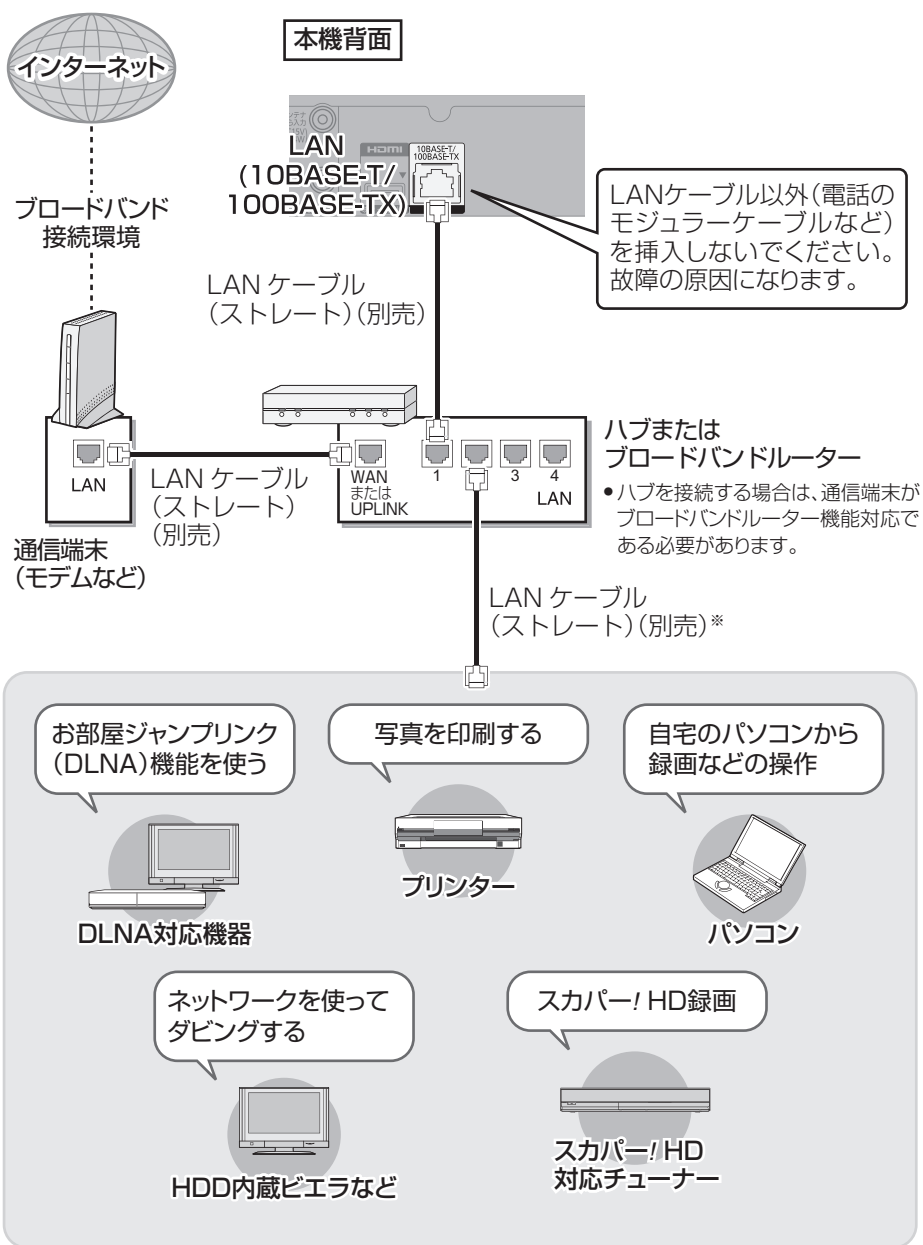 インターネット
本機背面
LAN
(10BASE-T/
100BASE-TX)
HDMI
10BASE-T/
100BASE-TX
LANケーブル以外(電話の
モジュラーケーブルなど)
を挿入しないでください。
故障の原因になります。
ブロードバンド
接続環境
LAN ケーブル
(ストレート)(別売)
LAN
LAN ケーブル
(ストレート)
(別売)
WAN
または
UPLINK
1
3
4
LAN
ハブまたは
ブロードバンドルーター
•ハブを接続する場合は、通信端末が
ブロードバンドルーター機能対応で
ある必要があります。
通信端末
(モデムなど)
LAN ケーブル
(ストレート)(別売)※
お部屋ジャンプリンク
(DLNA)機能を使う
写真を印刷する
自宅のパソコンから
録画などの操作
DLNA対応機器
プリンター
パソコン
ネットワークを使って
ダビングする
スカパー! HD録画
HDD内蔵ビエラなど
スカパー! HD
対応チューナー